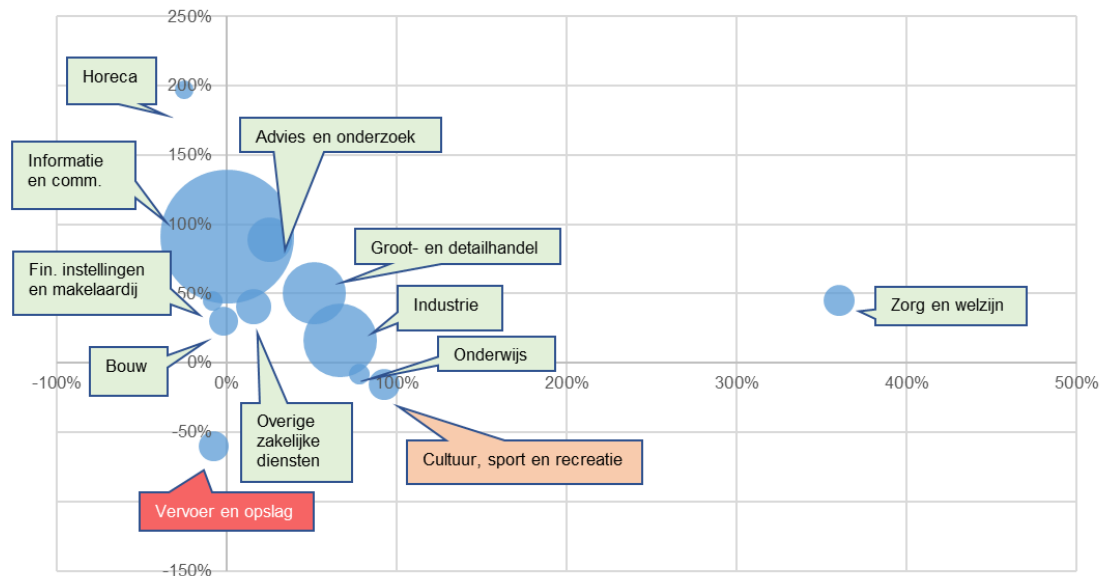 250%
Horeca
200%
Advies en onderzoek
150%
Informatie
en comm.
100%
Groot- en detailhandel
Fin. instellingen
en makelaardij
50%
Industrie
Zorg en welzijn
Onderwijs
Bouw
0%
-100%
0%
100%
200%
300%
400%
500%
Overige
zakelijke
diensten
-50%
Cultuur, sport en recreatie
Vervoer en opslag
-150%